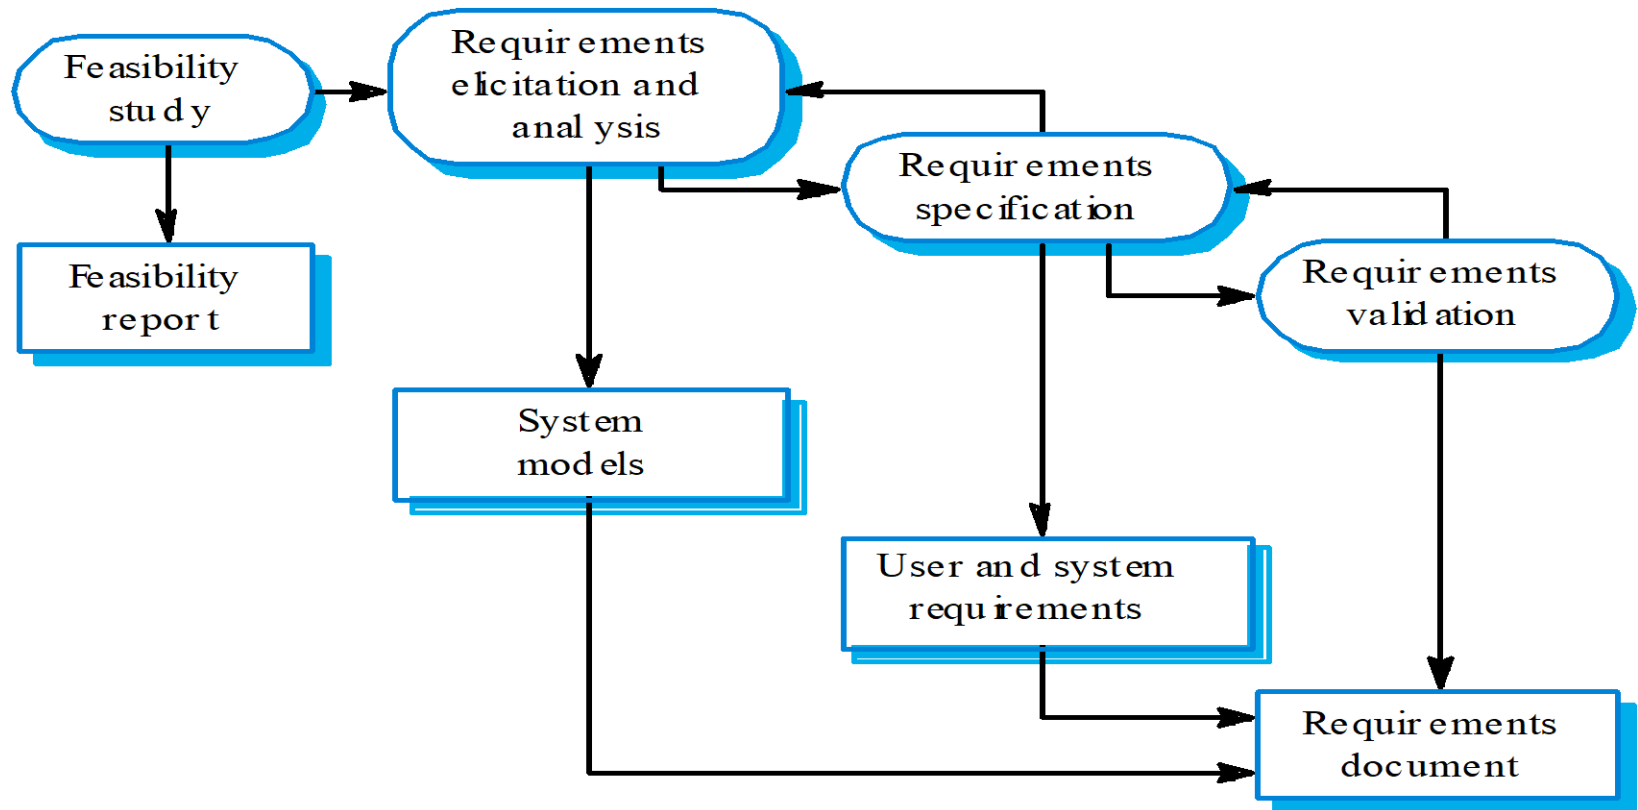 Feasibility
study
Requirements
elicitation and
analysis
Requirements
specification
Feasibility
report
Requirements
validation
System
models
User and system
requirements
Requirements
document